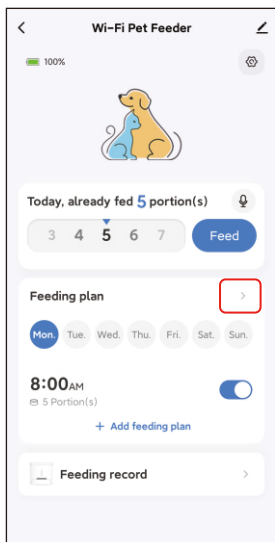 Wi-Fi Pet Feeder
100%
Today, already fed 5 portion(s)
3 4 5 6 7 Feed
Feeding plan
Mon. Tue. Wed. Thu. Fri. Sat. Sun.
8:00AM
5 Portion(s)
+ Add feeding plan
Feeding record